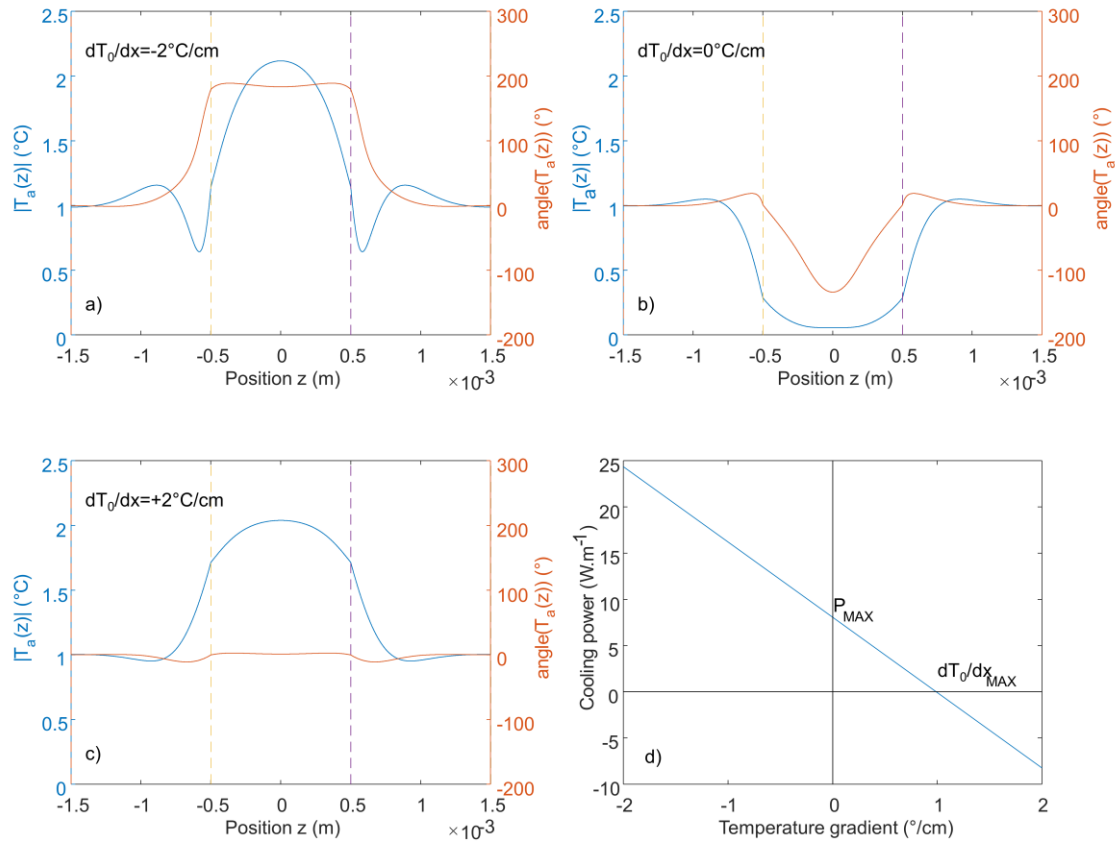 dT₀/dx=-2°C/cm
|Tₐ(z)| (°C)
angle(Tₐ(z)) (°)
2.5
2
1.5
1
0.5
0
300
200
100
0
-100
-200
a)
-1.5 -1 -0.5 0 0.5 1 1.5
Position z (m)
×10⁻³
dT₀/dx=0°C/cm
|Tₐ(z)| (°C)
angle(Tₐ(z)) (°)
2.5
2
1.5
1
0.5
0
300
200
100
0
-100
-200
b)
-1.5 -1 -0.5 0 0.5 1 1.5
Position z (m)
×10⁻³
dT₀/dx=+2°C/cm
|Tₐ(z)| (°C)
angle(Tₐ(z)) (°)
2.5
2
1.5
1
0.5
0
300
200
100
0
-100
-200
c)
-1.5 -1 -0.5 0 0.5 1 1.5
Position z (m)
×10⁻³
Cooling power (W.m⁻¹)
25
20
15
10
5
0
-5
-10
P_MAX
dT₀/dx_MAX
d)
-2 -1 0 1 2
Temperature gradient (°/cm)